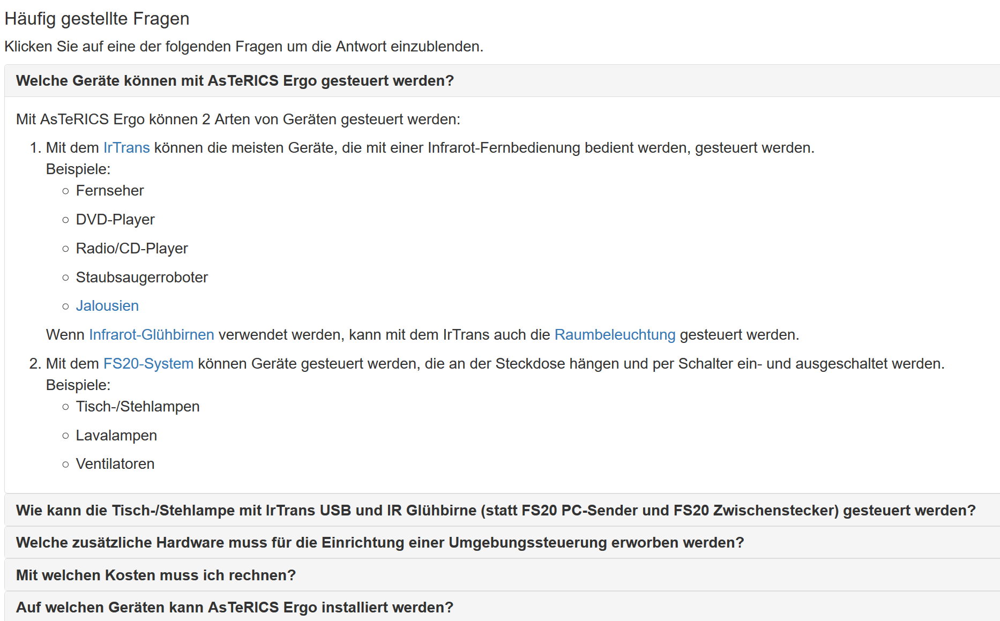 Häufig gestellte Fragen
Klicken Sie auf eine der folgenden Fragen um die Antwort einzublenden.
Welche Geräte können mit AsTeRICS Ergo gesteuert werden?
Mit AsTeRICS Ergo können 2 Arten von Geräten gesteuert werden:
1. Mit dem IrTrans können die meisten Geräte, die mit einer Infrarot-Fernbedienung bedient werden, gesteuert werden.
Beispiele:
○ Fernseher
○ DVD-Player
○ Radio/CD-Player
○ Staubsaugerroboter
○ Jalousien
Wenn Infrarot-Glühbirnen verwendet werden, kann mit dem IrTrans auch die Raumbeleuchtung gesteuert werden.
2. Mit dem FS20-System können Geräte gesteuert werden, die an der Steckdose hängen und per Schalter ein- und ausgeschaltet werden.
Beispiele:
○ Tisch-/Stehlampen
○ Lavalampen
○ Ventilatoren
Wie kann die Tisch-/Stehlampe mit IrTrans USB und IR Glühbirne (statt FS20 PC-Sender und FS20 Zwischenstecker) gesteuert werden?
Welche zusätzliche Hardware muss für die Einrichtung einer Umgebungssteuerung erworben werden?
Mit welchen Kosten muss ich rechnen?
Auf welchen Geräten kann AsTeRICS Ergo installiert werden?